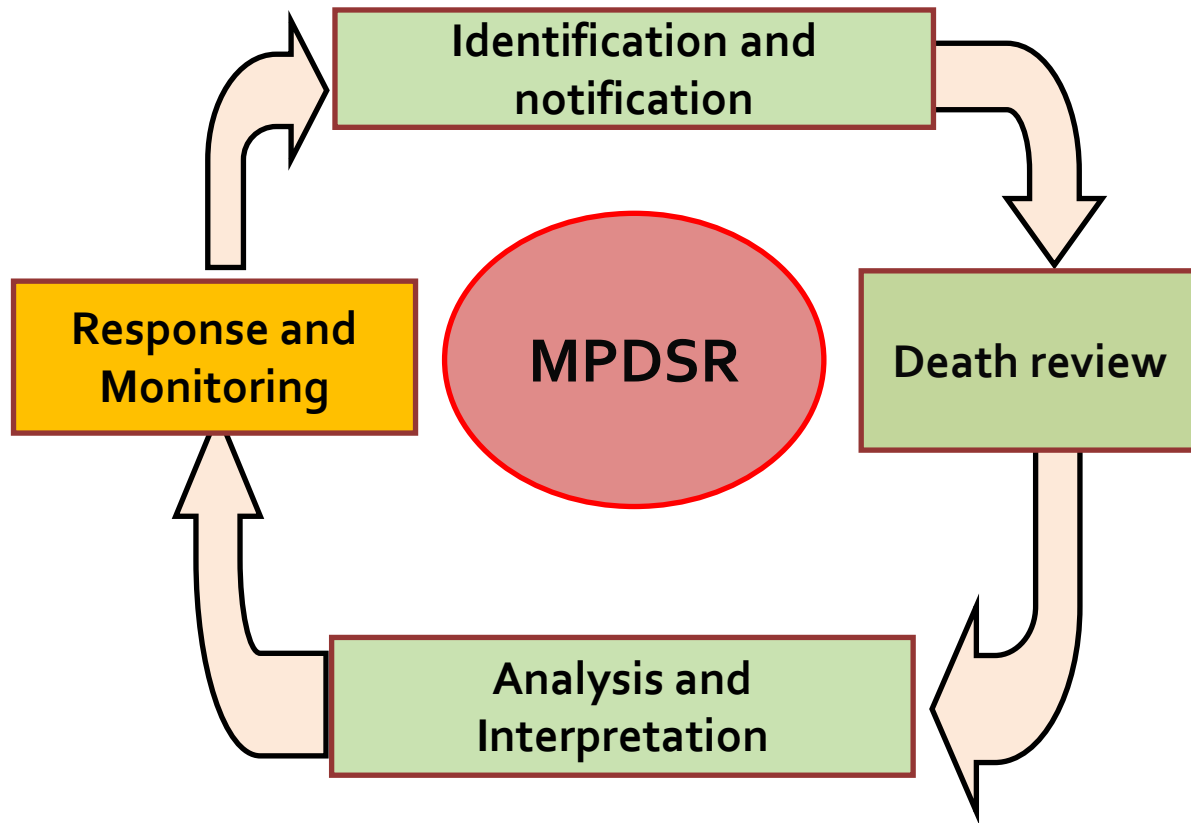 Identification and
notification
Response and
Monitoring
MPDSR
Death review
Analysis and
Interpretation